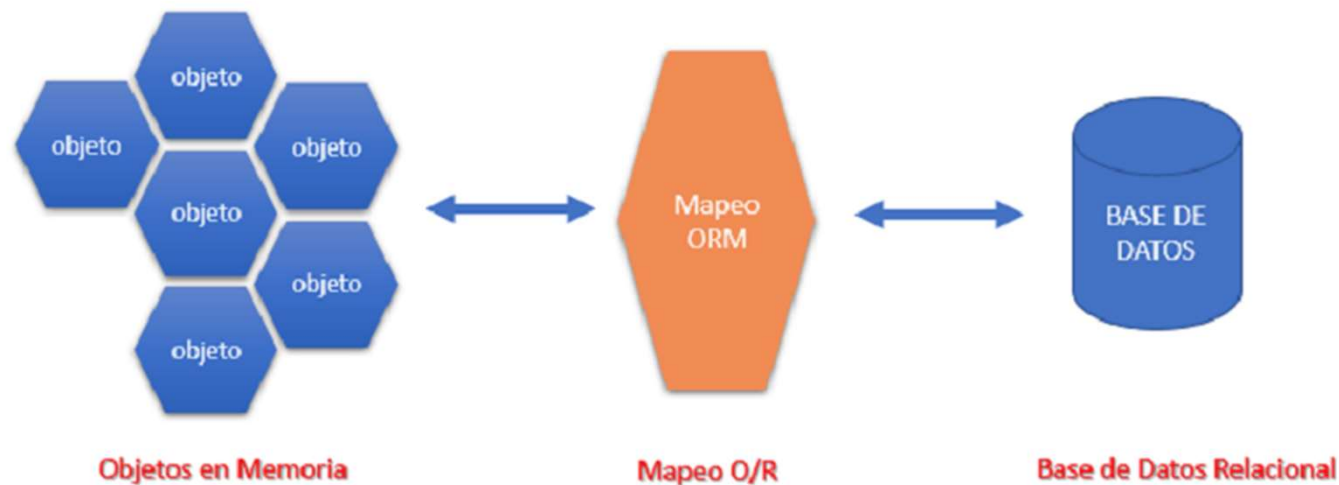 objeto
objeto
objeto
objeto
objeto
objeto
Mapeo
ORM
BASE DE
DATOS
Objetos en Memoria
Mapeo O/R
Base de Datos Relacional